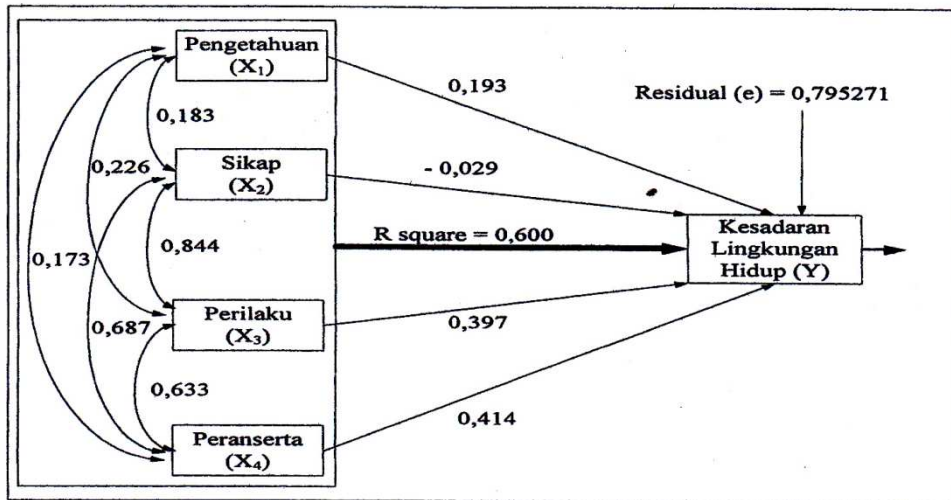 Pengetahuan
(X₁)
0,193
Residual (e) = 0,795271
0,183
0,226
Sikap
(X₂)
- 0,029
0,173
0,844
R square = 0,600
Kesadaran
Lingkungan
Hidup (Y)
0,687
Perilaku
(X₃)
0,397
0,633
0,414
Peranserta
(X₄)